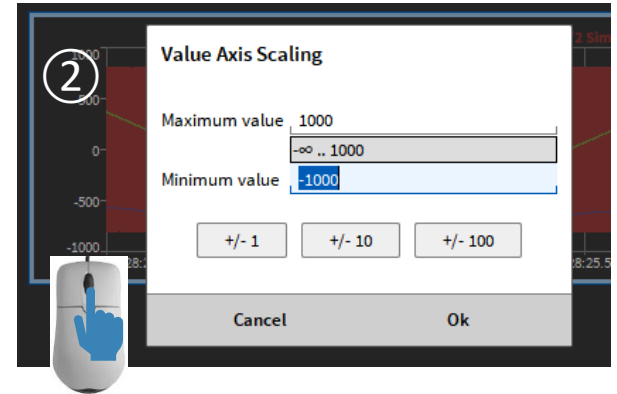 2 Sim
②
1000
500
0
-500
-1000
Value Axis Scaling
Maximum value 1000
-∞ .. 1000
Minimum value -1000
+/- 1 +/- 10 +/- 100
Cancel Ok
28:
28:25.5